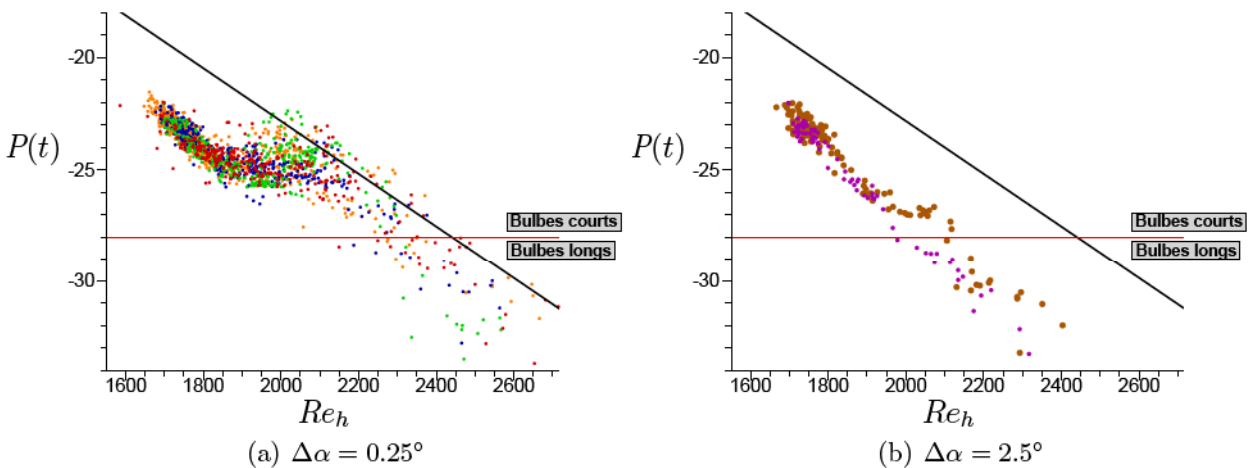 -20
-25
-30
P(t)
Bulbes courts
Bulbes longs
1600 1800 2000 2200 2400 2600
Re_h
(a) Δα = 0.25°
-20
-25
-30
P(t)
Bulbes courts
Bulbes longs
1600 1800 2000 2200 2400 2600
Re_h
(b) Δα = 2.5°